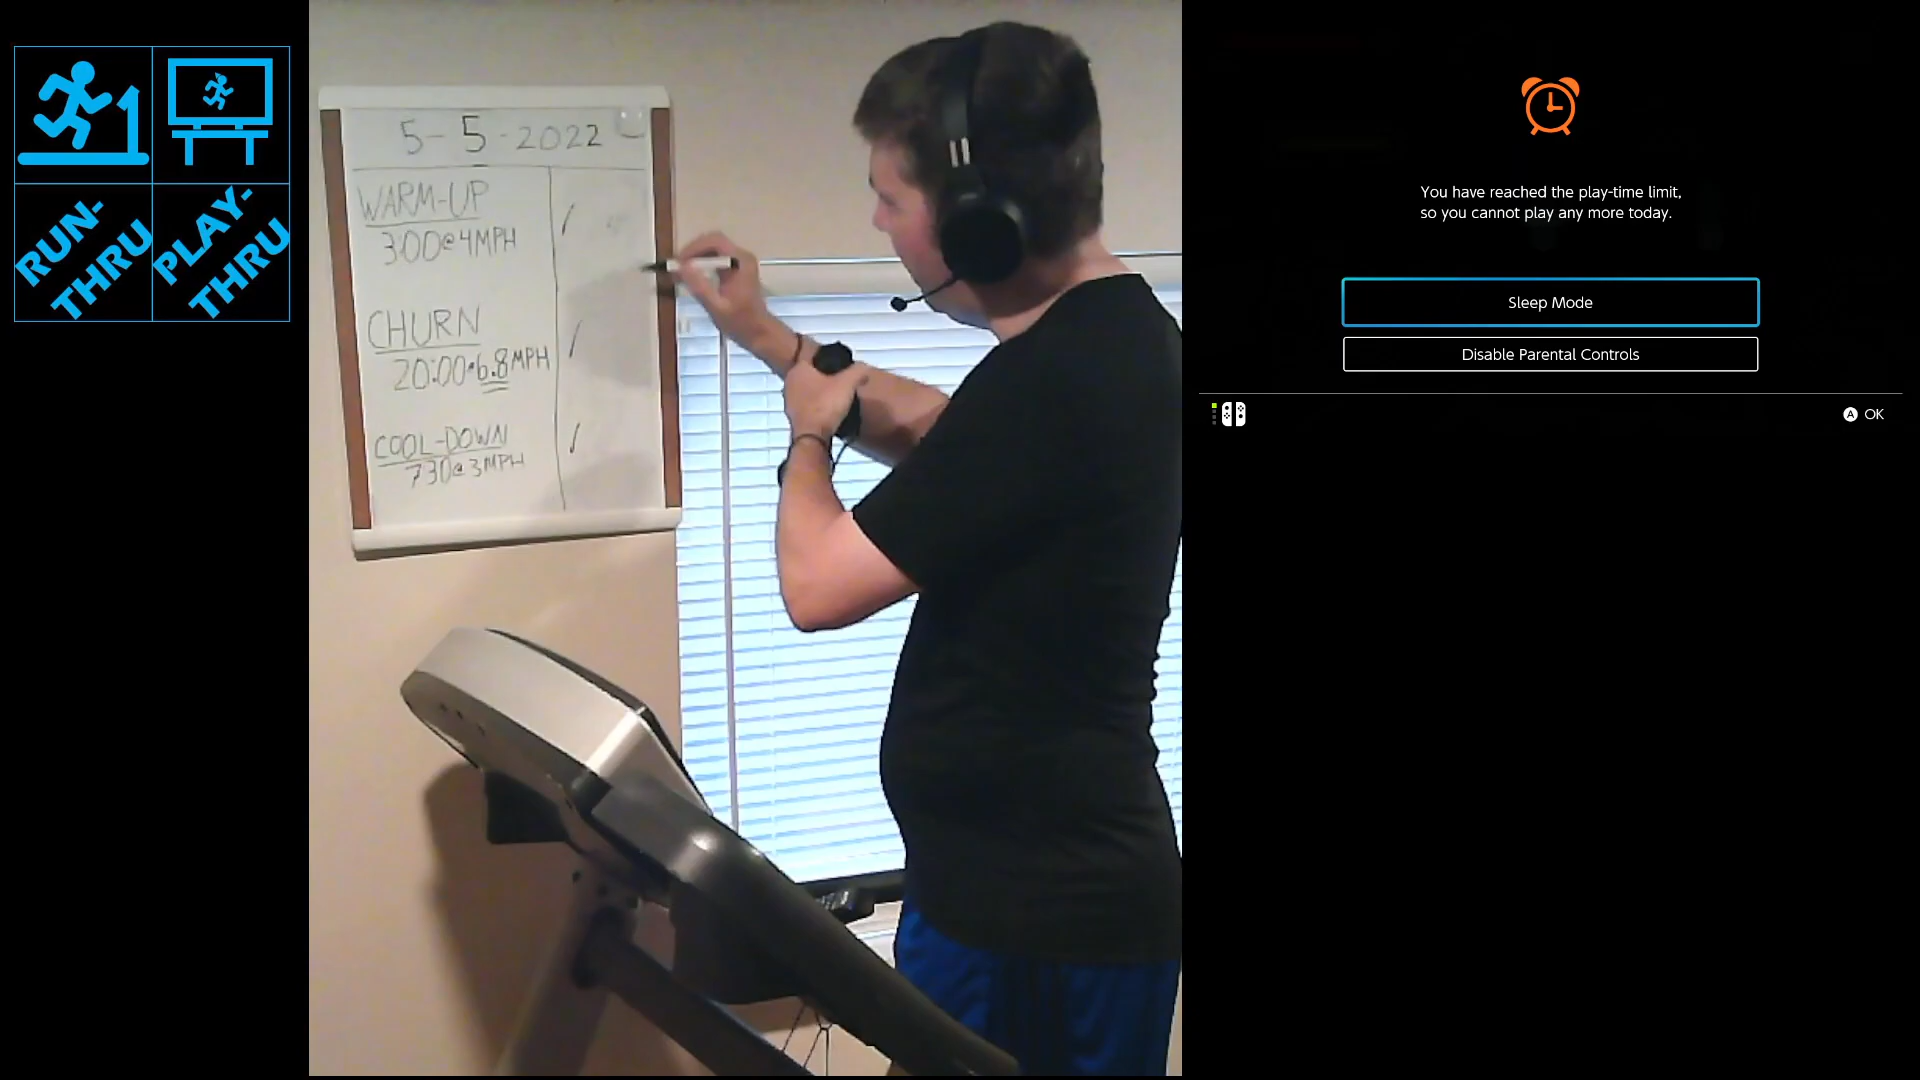 RUN-
THRU
PLAY-
THRU
5-5-2022
WARM-UP
3:00@4MPH
CHURN
20:00@6.8MPH
COOL-DOWN
730@3MPH
You have reached the play-time limit,
so you cannot play any more today.
Sleep Mode
Disable Parental Controls
A OK